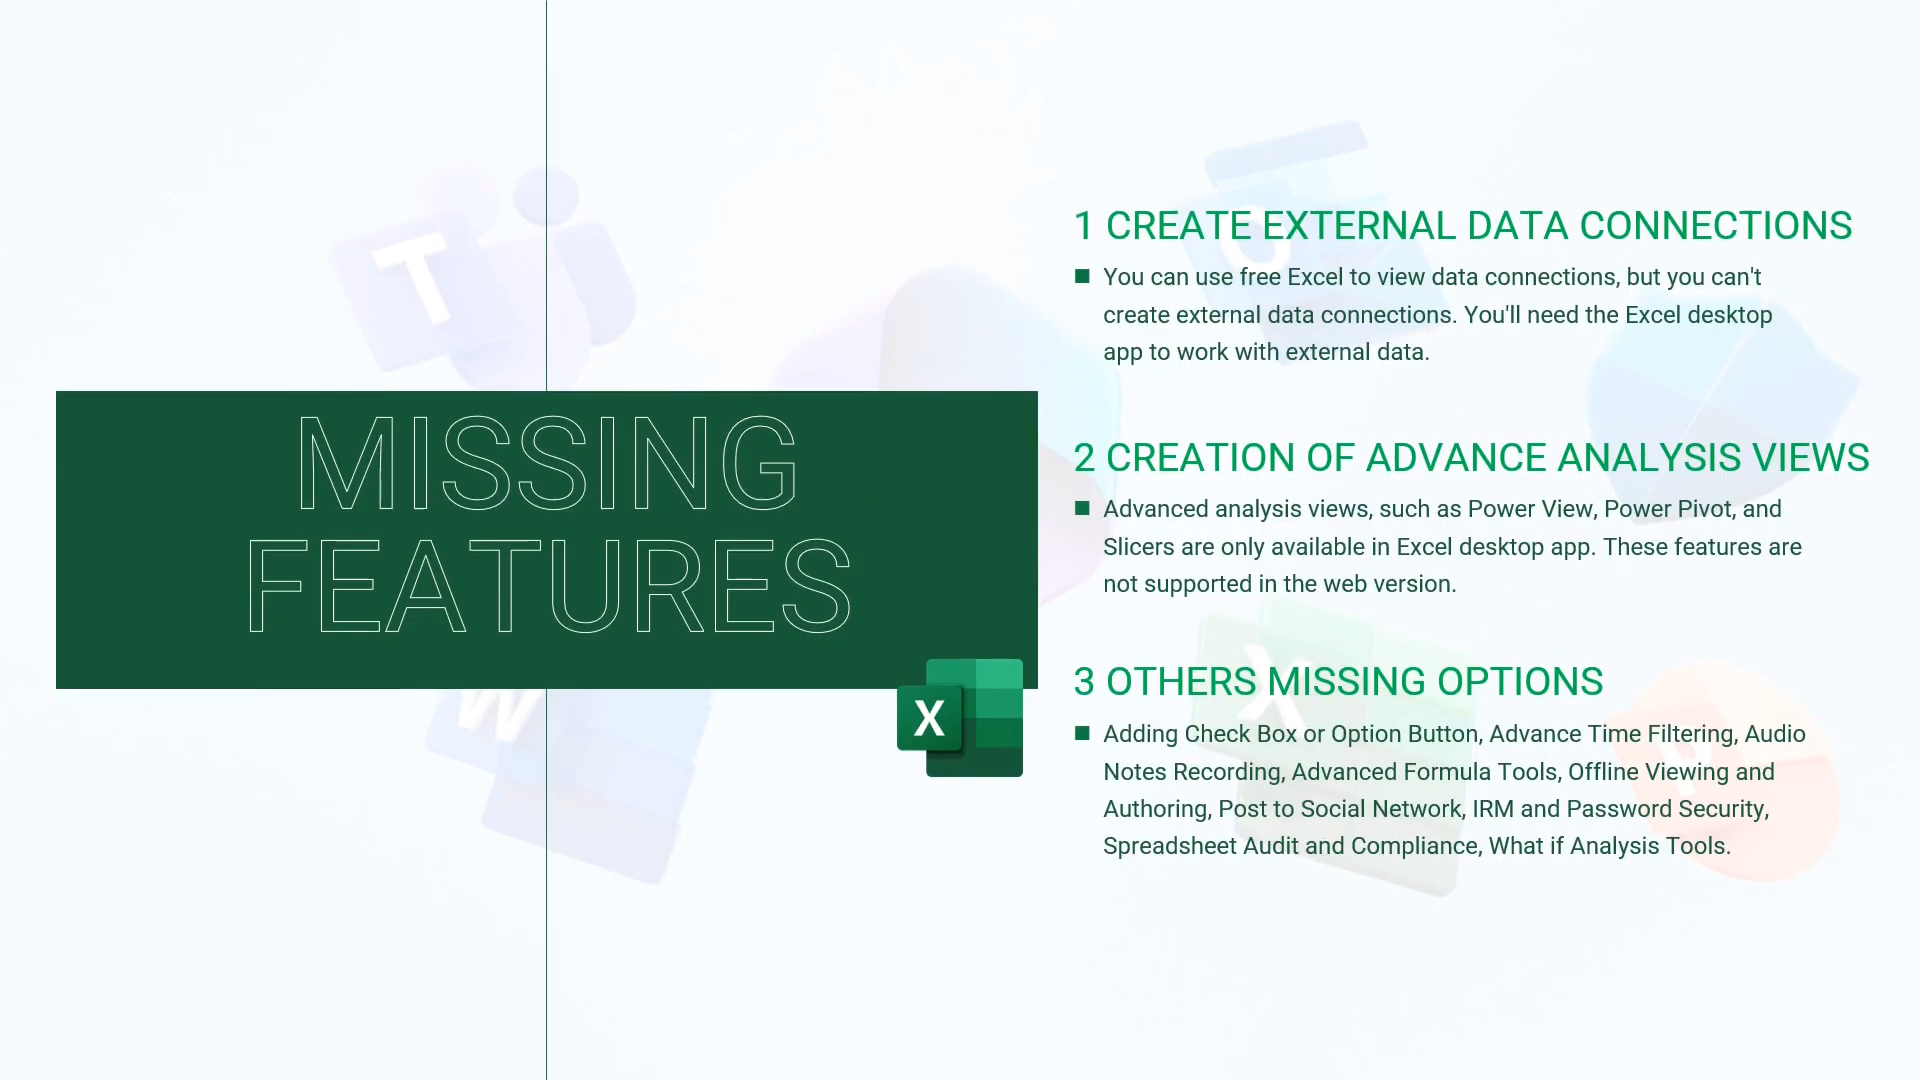 MISSING
FEATURES
X
1 CREATE EXTERNAL DATA CONNECTIONS
You can use free Excel to view data connections, but you can't
create external data connections. You'll need the Excel desktop
app to work with external data.
2 CREATION OF ADVANCE ANALYSIS VIEWS
Advanced analysis views, such as Power View, Power Pivot, and
Slicers are only available in Excel desktop app. These features are
not supported in the web version.
3 OTHERS MISSING OPTIONS
Adding Check Box or Option Button, Advance Time Filtering, Audio
Notes Recording, Advanced Formula Tools, Offline Viewing and
Authoring, Post to Social Network, IRM and Password Security,
Spreadsheet Audit and Compliance, What if Analysis Tools.
T
W
X